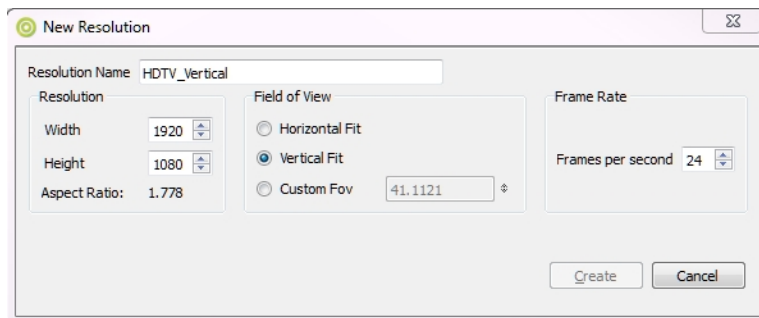 New Resolution
Resolution Name HDTV_Vertical
Resolution
Width 1920
Height 1080
Aspect Ratio: 1.778
Field of View
Horizontal Fit
Vertical Fit
Custom Fov 41.1121
Frame Rate
Frames per second 24
Create Cancel